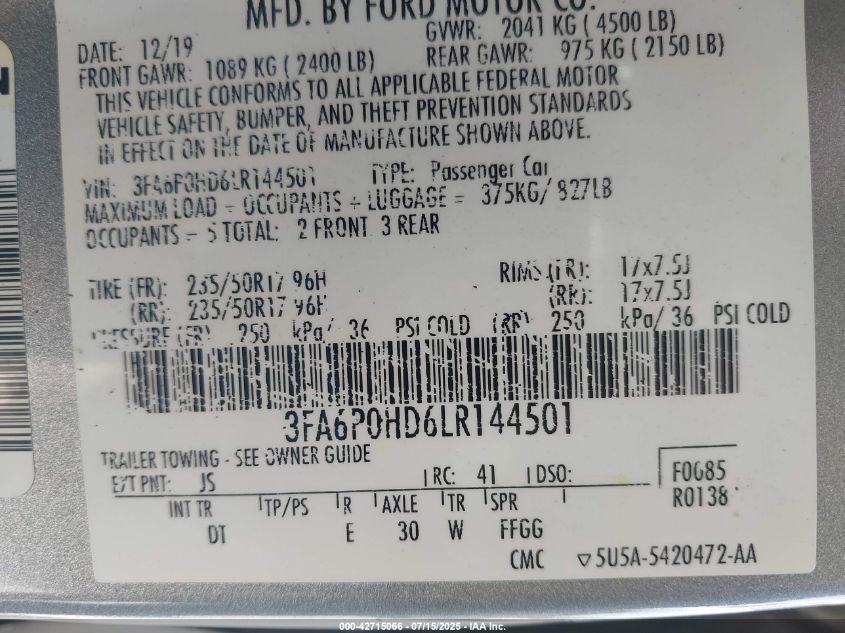 MFD. BY FORD MOTOR CO.
DATE: 12/19
GVWR: 2041 KG ( 4500 LB)
FRONT GAWR: 1089 KG ( 2400 LB)
REAR GAWR: 975 KG ( 2150 LB)
THIS VEHICLE CONFORMS TO ALL APPLICABLE FEDERAL MOTOR
VEHICLE SAFETY, BUMPER, AND THEFT PREVENTION STANDARDS
IN EFFECT ON THE DATE OF MANUFACTURE SHOWN ABOVE.
VIN: 3FA6P0HD6LR144501 TYPE: Passenger Car
MAXIMUM LOAD = OCCUPANTS + LUGGAGE = 375KG/ 827LB
OCCUPANTS = 5 TOTAL: 2 FRONT 3 REAR
TIRE (FR): 235/50R17 96H RIMS (FR): 17x7.5J
(RR): 235/50R17 96H (RR): 17x7.5J
PRESSURE (FR) 250 kPa/ 36 PSI COLD (RR) 250 kPa/ 36 PSI COLD
3FA6P0HD6LR144501
TRAILER TOWING - SEE OWNER GUIDE
EXT PNT: JS RC: 41 DSO: F0085
R0138
INT TR TP/PS R AXLE TR SPR
DT E 30 W FFGG
CMC ▽5U5A-5420472-AA
000-42715066 - 07/15/2025 - IAA Inc.